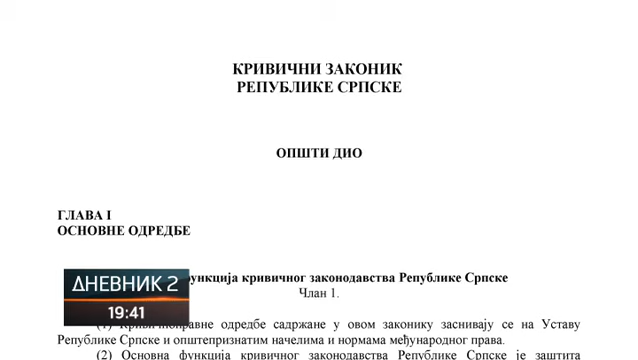 КРИВИЧНИ ЗАКОНИК
РЕПУБЛИКЕ СРПСКЕ
ОПШТИ ДИО
ГЛАВА I
ОСНОВНЕ ОДРЕДБЕ
функција кривичног законодавства Републике Српске
Члан 1.
ДНЕВНИК 2
19:41
(1) Кривичноправне одредбе садржане у овом законику заснивају се на Уставу
Републике Српске и општепризнатим начелима и нормама међународног права.
(2) Основна функција кривичног законодавства Републике Српске је заштита